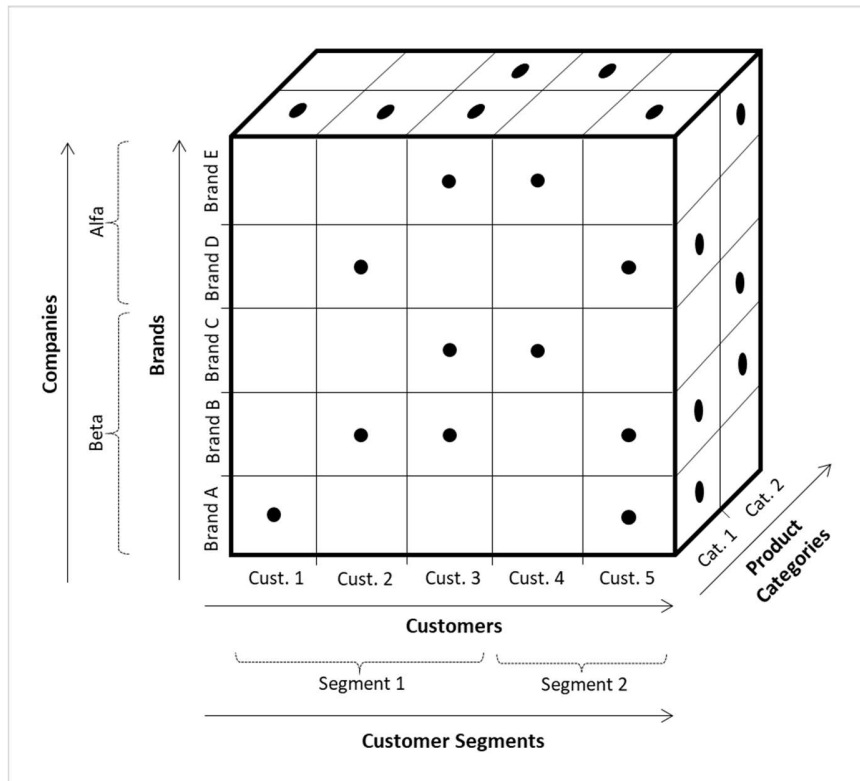 Companies
Alfa
Beta
Brands
Brand E
Brand D
Brand C
Brand B
Brand A
Cust. 1
Cust. 2
Cust. 3
Cust. 4
Cust. 5
Customers
Segment 1
Segment 2
Customer Segments
Cat. 1
Cat. 2
Product
Categories